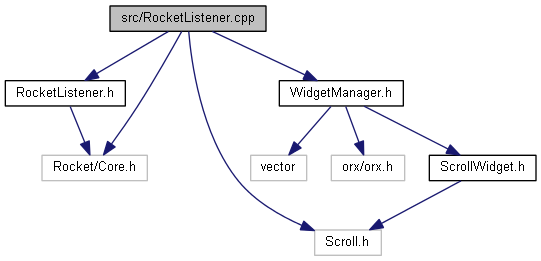 src/RocketListener.cpp
RocketListener.h
WidgetManager.h
Rocket/Core.h
vector
orx/orx.h
ScrollWidget.h
Scroll.h